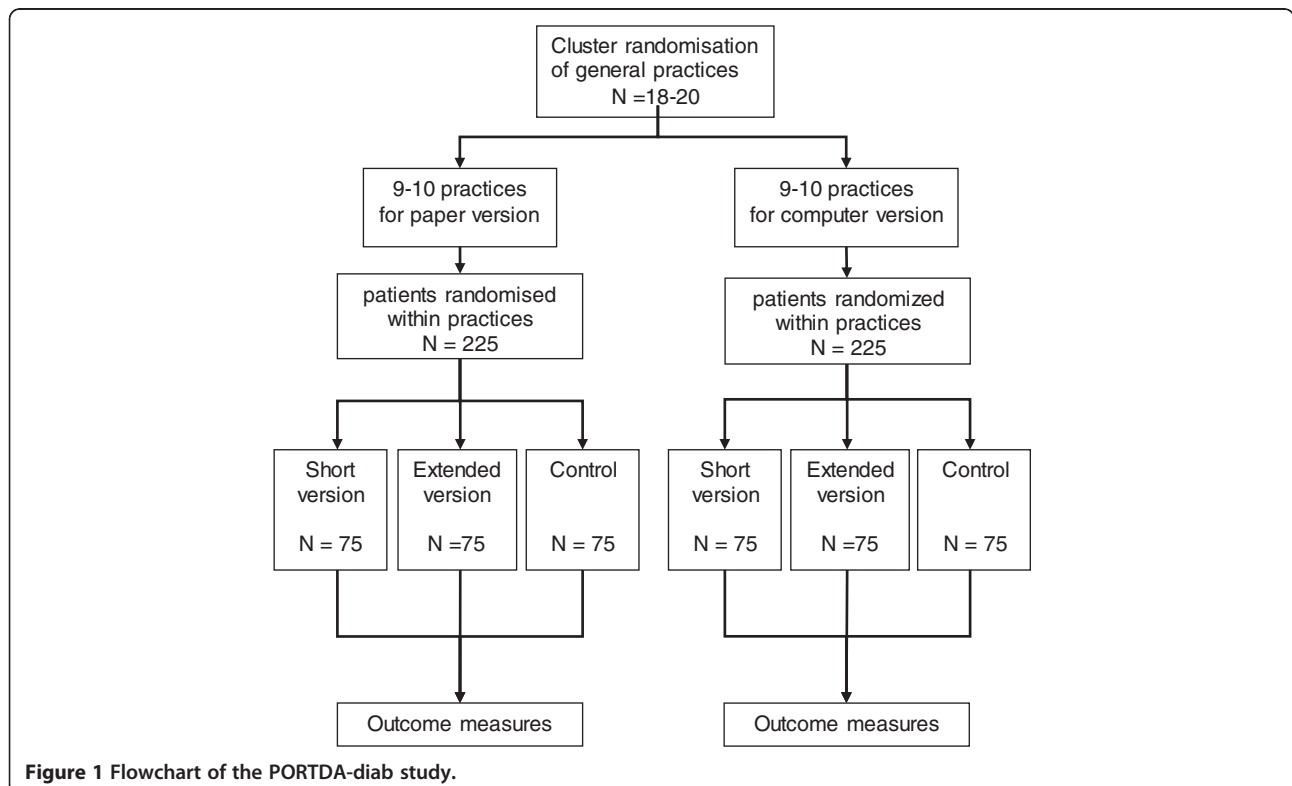 Cluster randomisation
of general practices
N =18-20
9-10 practices
for paper version
9-10 practices
for computer version
patients randomised
within practices
N = 225
patients randomized
within practices
N = 225
Short
version
N = 75
Extended
version
N =75
Control
N = 75
Short
version
N = 75
Extended
version
N =75
Control
N = 75
Outcome measures
Outcome measures
Figure 1 Flowchart of the PORTDA-diab study.